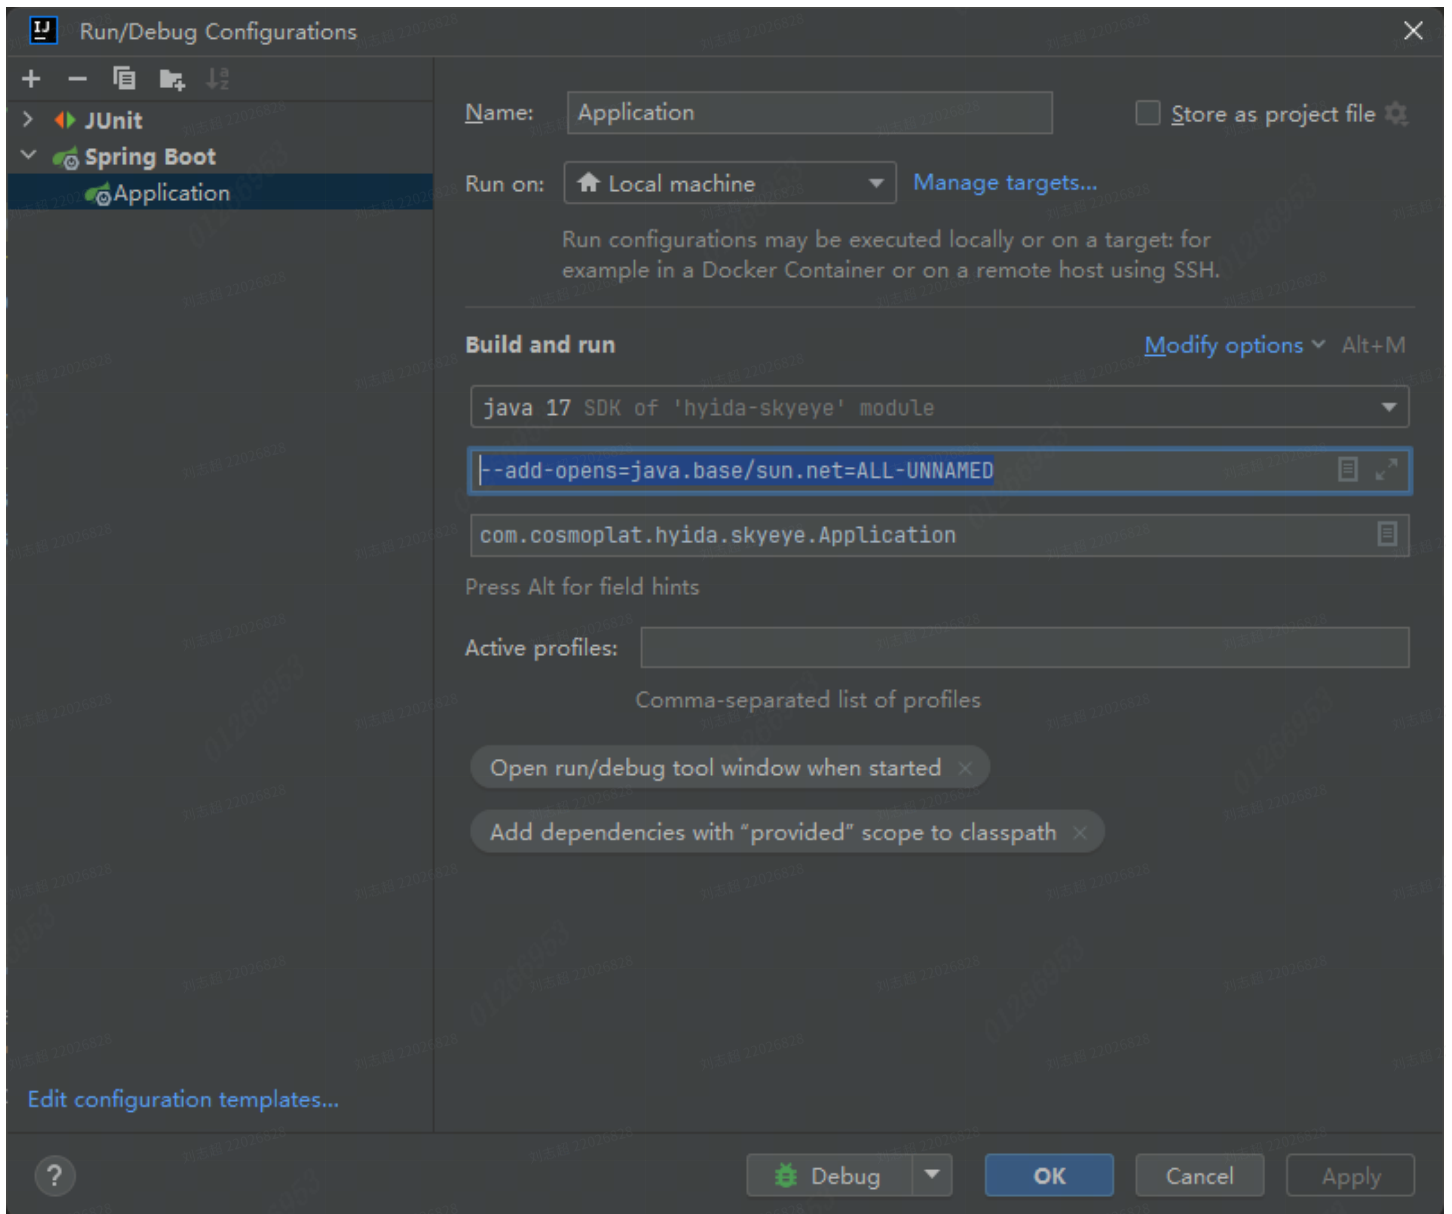 Run/Debug Configurations
JUnit
Spring Boot
Application
Edit configuration templates...
Name: Application
Store as project file
Run on: Local machine Manage targets...
Run configurations may be executed locally or on a target: for
example in a Docker Container or on a remote host using SSH.
Build and run Modify options Alt+M
java 17 SDK of 'hyida-skyeye' module
--add-opens=java.base/sun.net=ALL-UNNAMED
com.cosmoplat.hyida.skyeye.Application
Press Alt for field hints
Active profiles:
Comma-separated list of profiles
Open run/debug tool window when started
Add dependencies with “provided” scope to classpath
? Debug OK Cancel Apply
刘志超 22026828
01266963